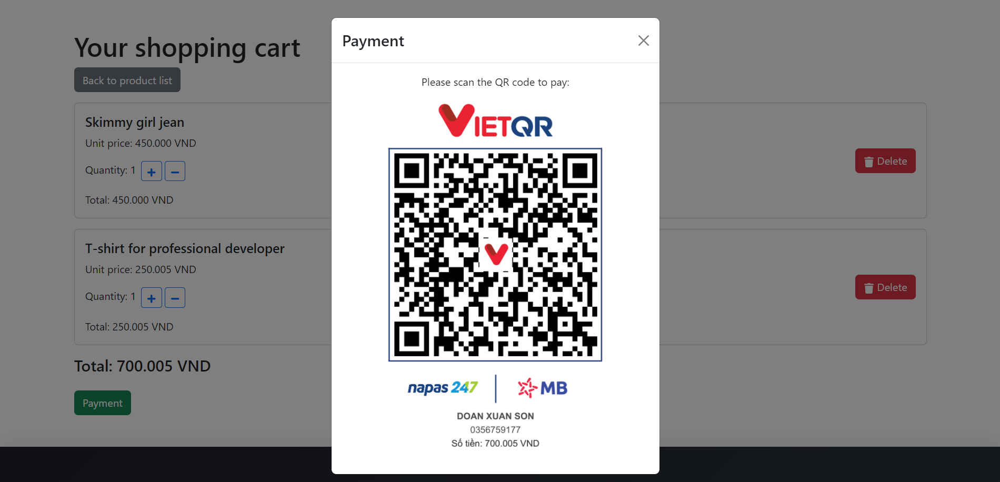 Your shopping cart
Back to product list
Skimmy girl jean
Unit price: 450.000 VND
Quantity: 1
Delete
Total: 450.000 VND
T-shirt for professional developer
Unit price: 250.005 VND
Quantity: 1
Delete
Total: 250.005 VND
Total: 700.005 VND
Payment
Payment
Please scan the QR code to pay:
VIETQR
napas 247
MB
DOAN XUAN SON
0356759177
Số tiền: 700.005 VND